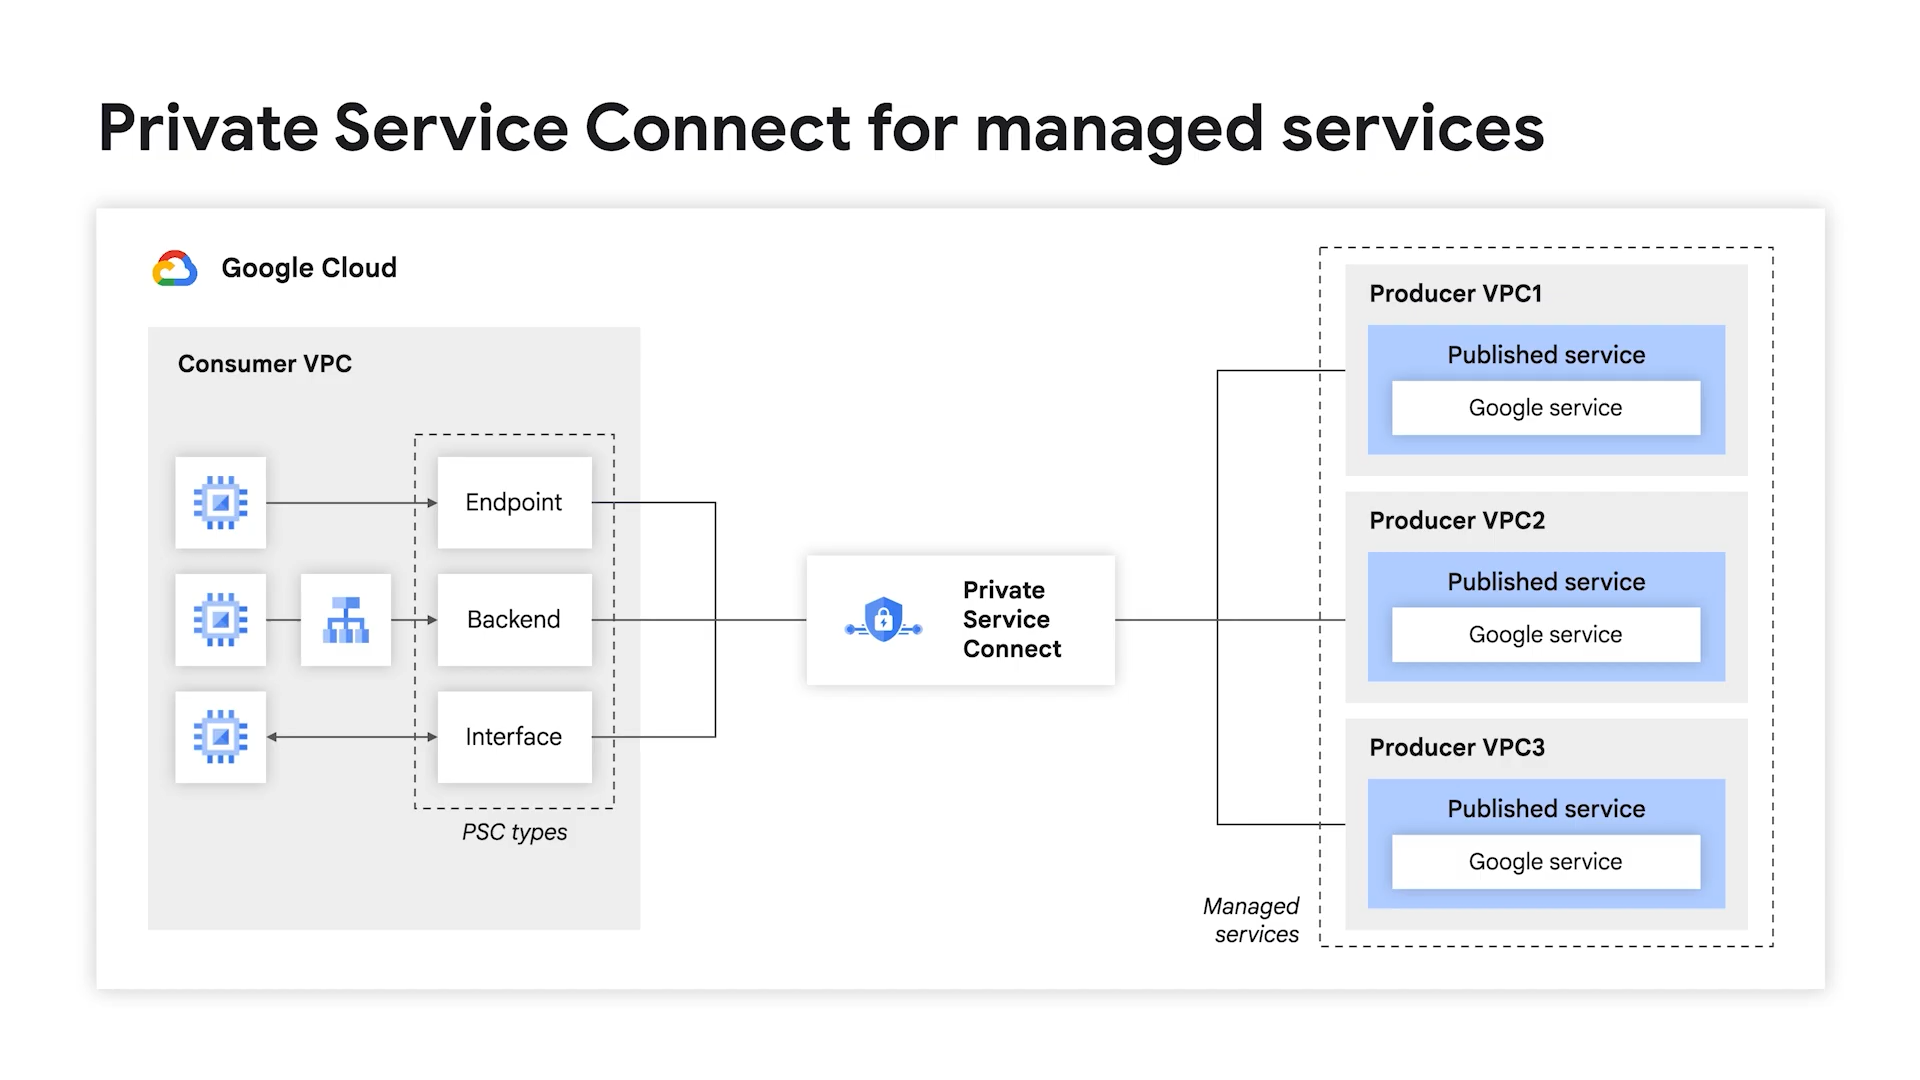 Private Service Connect for managed services
Google Cloud
Consumer VPC
Endpoint
Backend
Interface
PSC types
Private
Service
Connect
Producer VPC1
Published service
Google service
Producer VPC2
Published service
Google service
Producer VPC3
Published service
Google service
Managed
services